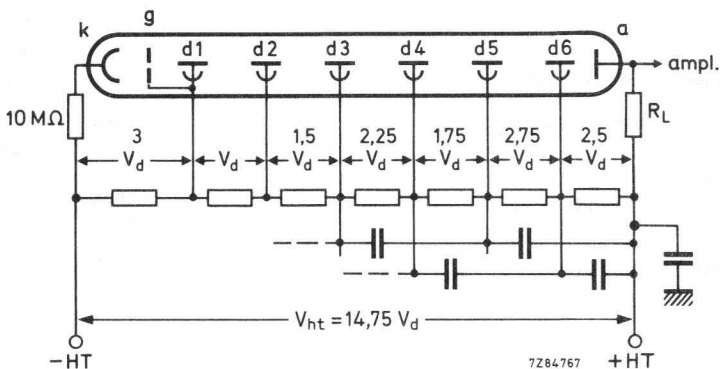 k g d1 d2 d3 d4 d5 d6 a
ampl.
10 MΩ
R_L
3 1,5 2,25 1,75 2,75 2,5
V_d V_d V_d V_d V_d V_d V_d
V_ht = 14,75 V_d
−HT 7Z84767 +HT